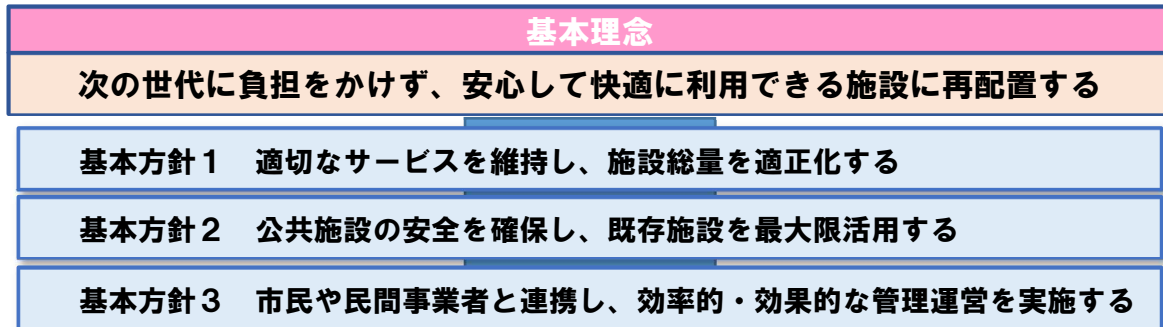 基本理念
次の世代に負担をかけず、安心して快適に利用できる施設に再配置する
基本方針１　適切なサービスを維持し、施設総量を適正化する
基本方針２　公共施設の安全を確保し、既存施設を最大限活用する
基本方針３　市民や民間事業者と連携し、効率的・効果的な管理運営を実施する